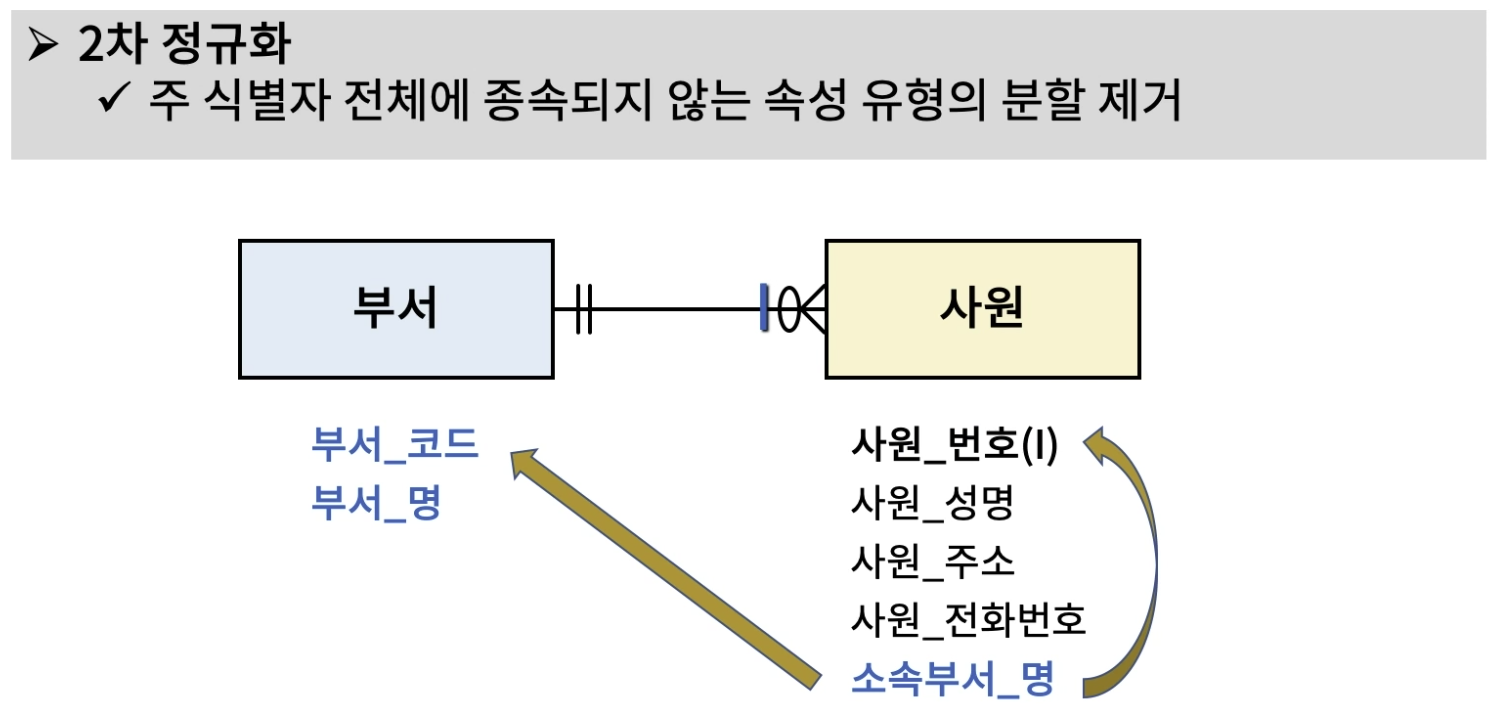 ➢ 2차 정규화
✓ 주 식별자 전체에 종속되지 않는 속성 유형의 분할 제거
부서
사원
부서_코드
부서_명
사원_번호(I)
사원_성명
사원_주소
사원_전화번호
소속부서_명